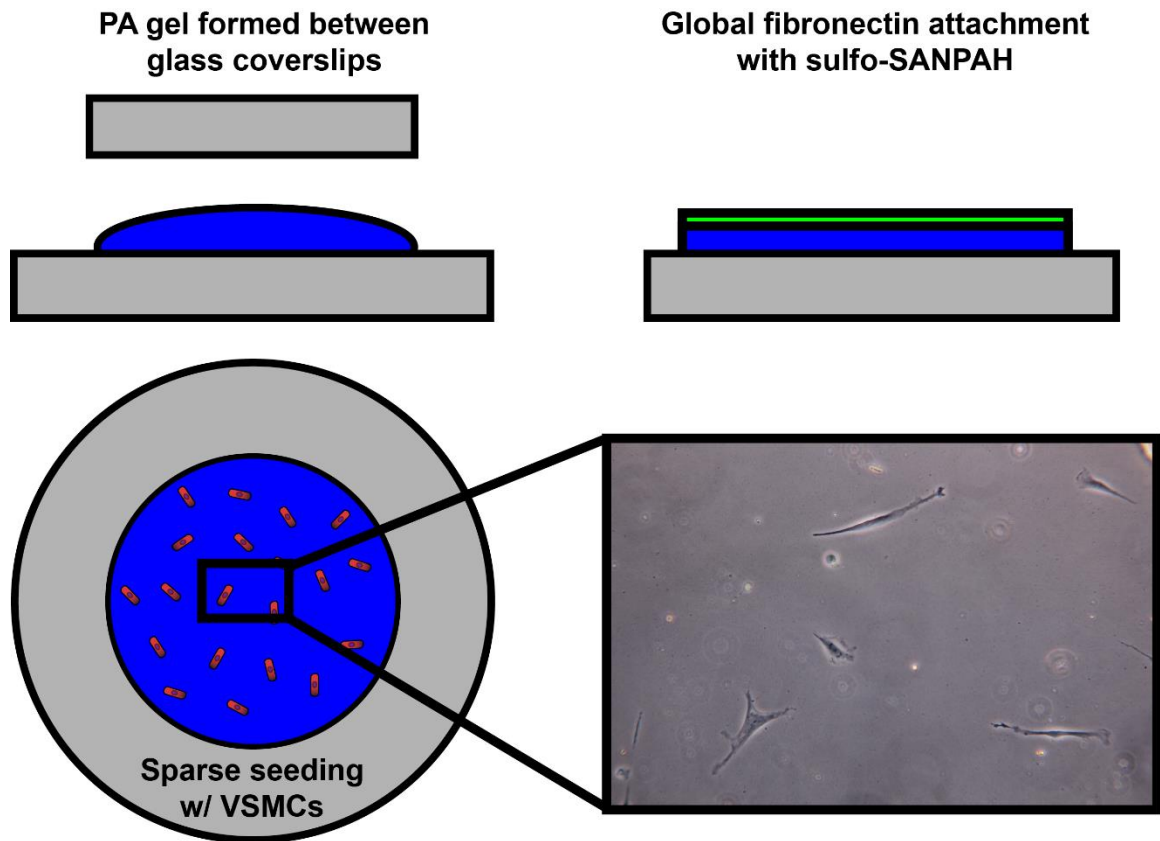 PA gel formed between
glass coverslips
Global fibronectin attachment
with sulfo-SANPAH
Sparse seeding
w/ VSMCs